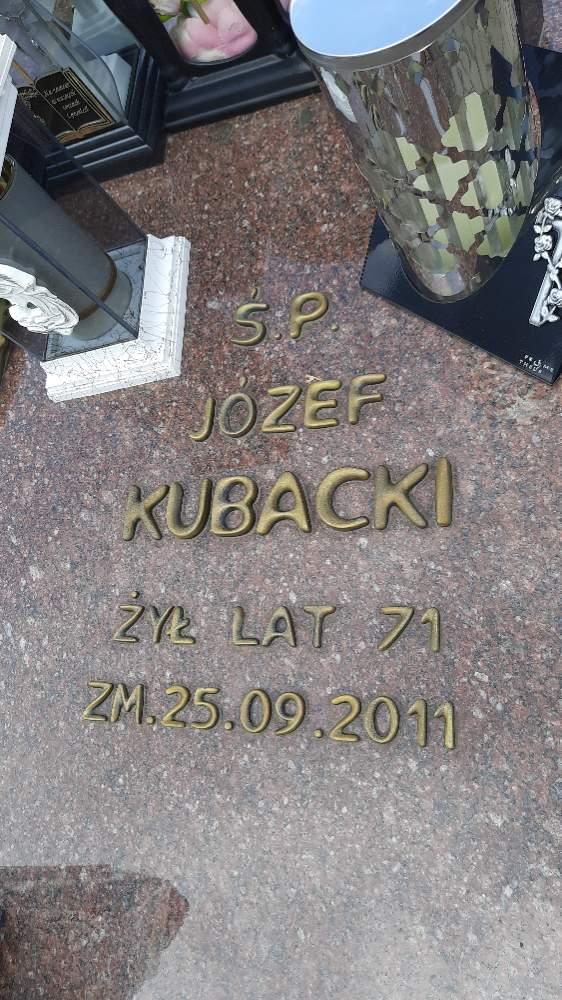 Ś.P.
JÓZEF
KUBACKI
ŻYŁ LAT 71
ZM.25.09.2011